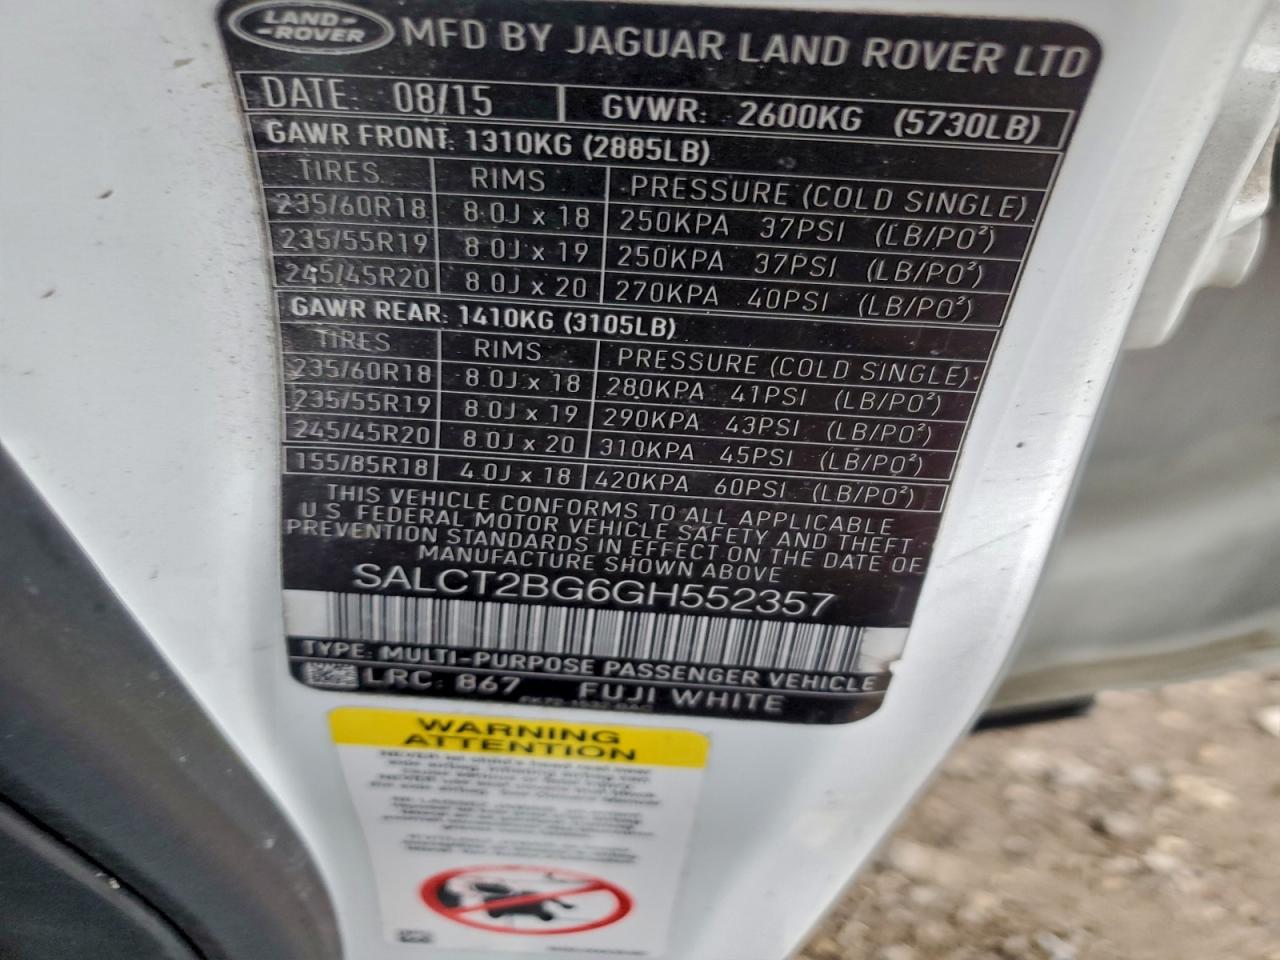 LAND-
-ROVER
MFD BY JAGUAR LAND ROVER LTD
DATE: 08/15 GVWR: 2600KG (5730LB)
GAWR FRONT: 1310KG (2885LB)
TIRES RIMS PRESSURE (COLD SINGLE)
235/60R18 8.0J x 18 250KPA 37PSI (LB/PO²)
235/55R19 8.0J x 19 250KPA 37PSI (LB/PO²)
245/45R20 8.0J x 20 270KPA 40PSI (LB/PO²)
GAWR REAR: 1410KG (3105LB)
TIRES RIMS PRESSURE (COLD SINGLE)
235/60R18 8.0J x 18 280KPA 41PSI (LB/PO²)
235/55R19 8.0J x 19 290KPA 43PSI (LB/PO²)
245/45R20 8.0J x 20 310KPA 45PSI (LB/PO²)
155/85R18 4.0J x 18 420KPA 60PSI (LB/PO²)
THIS VEHICLE CONFORMS TO ALL APPLICABLE
U S FEDERAL MOTOR VEHICLE SAFETY AND THEFT
PREVENTION STANDARDS IN EFFECT ON THE DATE OF
MANUFACTURE SHOWN ABOVE
SALCT2BG6GH552357
TYPE: MULTI-PURPOSE PASSENGER VEHICLE
LRC: 867 FUJI WHITE
WARNING
ATTENTION